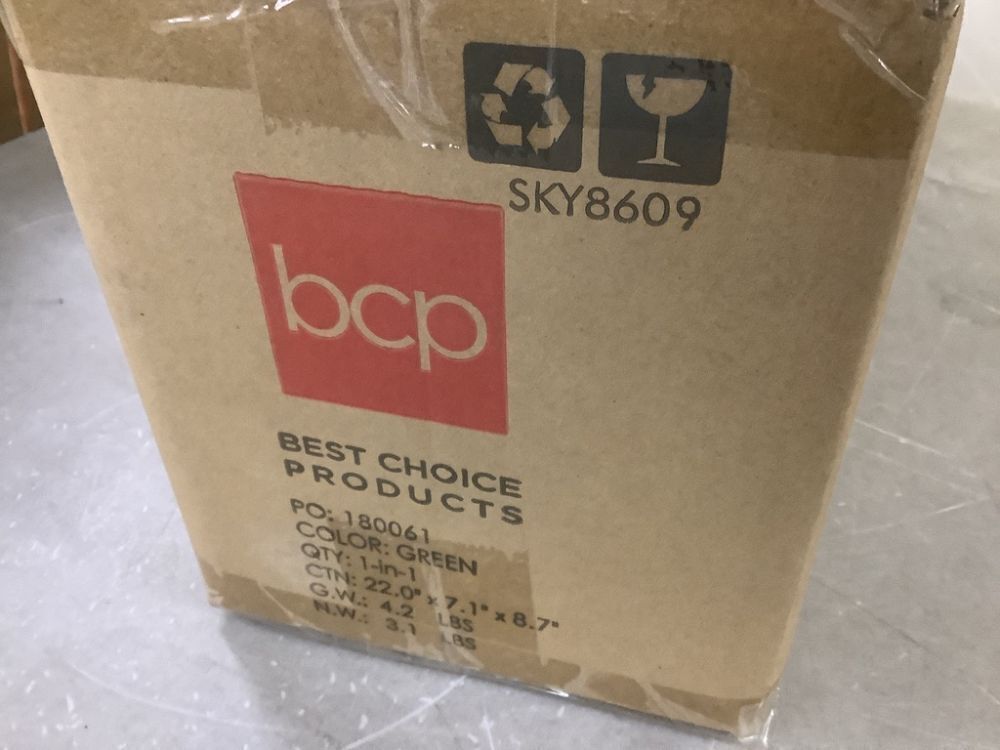 SKY8609
bcp
BEST CHOICE
PRODUCTS
PO: 180061
COLOR: GREEN
QTY: 1-in-1
CTN: 22.0" x 7.1" x 8.7"
G.W.: 4.2 LBS
N.W.: 3.1 LBS